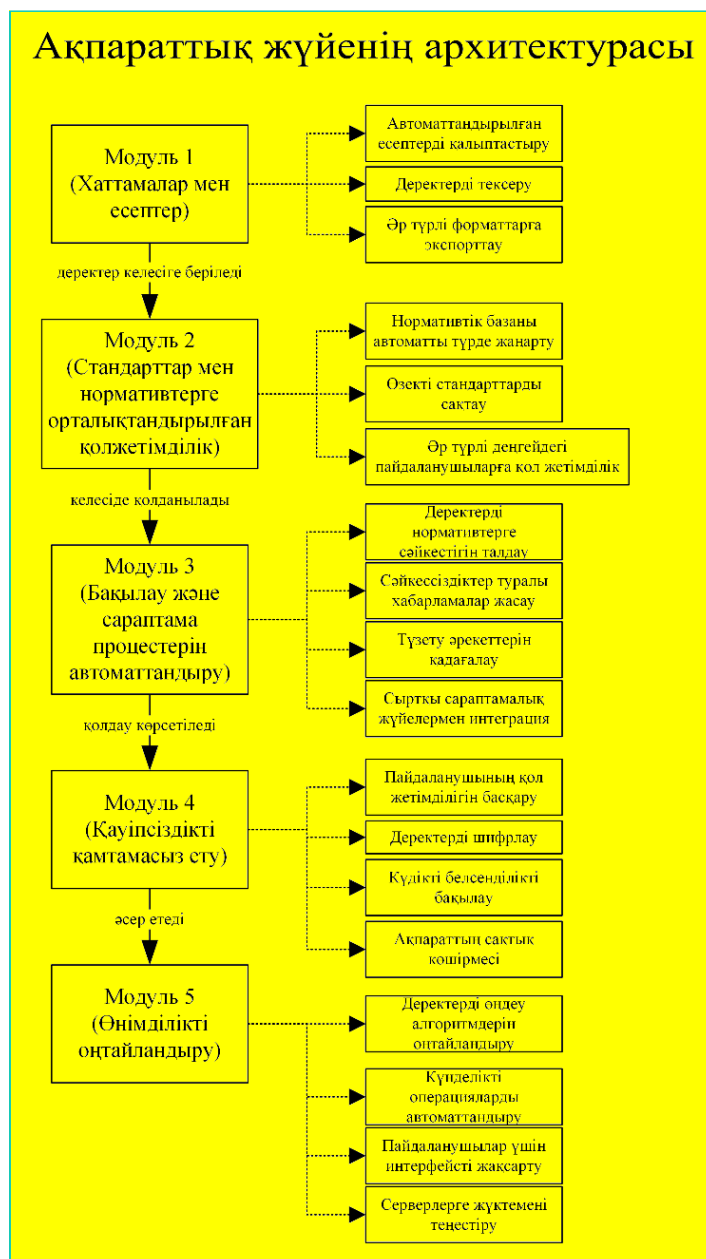 Ақпараттық жүйенің архитектурасы
Модуль 1
(Хаттамалар мен
есептер)
Автоматтандырылған
есептерді қалыптастыру
Деректерді тексеру
Әр түрлі форматтарға
экспорттау
деректер келесіге беріледі
Модуль 2
(Стандарттар мен
нормативтерге
орталықтандырылған
қолжетімділік)
Нормативтік базаны
автоматты түрде жаңарту
Өзекті стандарттарды
сақтау
Әр түрлі деңгейдегі
пайдаланушыларға қол жетімділік
келесіде қолданылады
Модуль 3
(Бақылау және
сараптама
процестерін
автоматтандыру)
Деректерді
нормативтерге
сәйкестігін талдау
Сәйкессіздіктер туралы
хабарламалар жасау
Түзету әрекеттерін
қадағалау
Сыртқы сараптамалық
жүйелермен интеграция
қолдау көрсетіледі
Модуль 4
(Қауіпсіздікті
қамтамасыз ету)
Пайдаланушының қол
жетімділігін басқару
Деректерді шифрлау
Күдікті белсенділікті
бақылау
Ақпараттың сақтық
көшірмесі
әсер етеді
Модуль 5
(Өнімділікті
оңтайландыру)
Деректерді өңдеу
алгоритмдерін
оңтайландыру
Күнделікті
операцияларды
автоматтандыру
Пайдаланушылар үшін
интерфейсті жақсарту
Серверлерге жүктемені
теңестіру